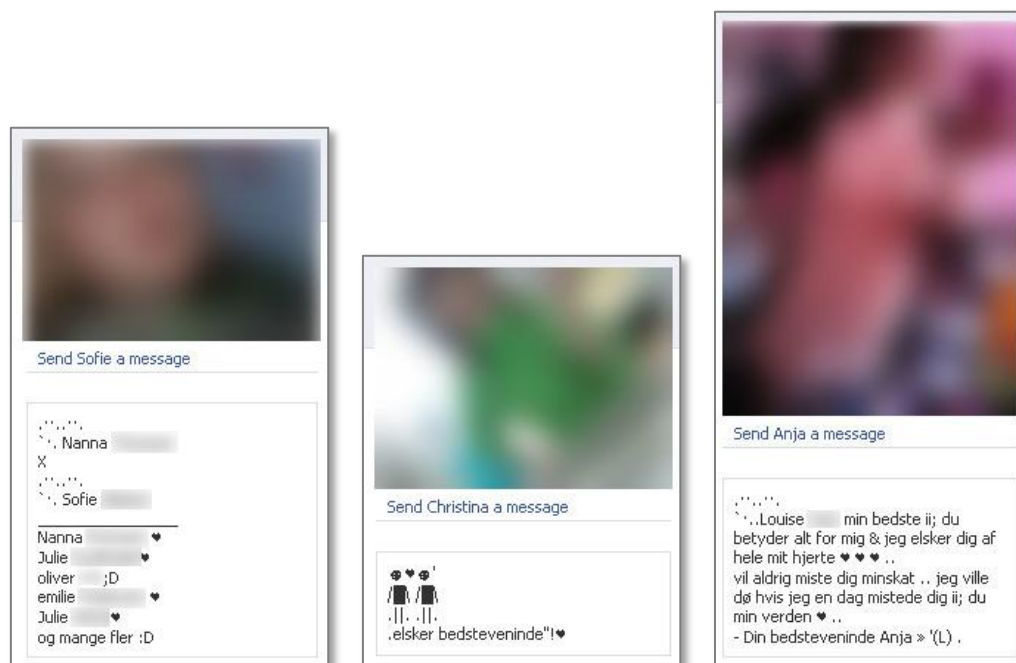 Send Sofie a message
.··..··.
`·. Nanna
X
.··..··.
`·. Sofie
____________________
Nanna ♥
Julie ♥
oliver ;D
emilie ♥
Julie ♥
og mange fler :D
Send Christina a message
☻♥☻'
/█\ /█\
.||. .||.
.elsker bedsteveninde"!♥
Send Anja a message
.··..··.
`·..Louise min bedste ii; du
betyder alt for mig & jeg elsker dig af
hele mit hjerte ♥ ♥ ♥ ..
vil aldrig miste dig minskat .. jeg ville
dø hvis jeg en dag mistede dig ii; du
min verden ♥ ..
- Din bedsteveninde Anja » '(L) .